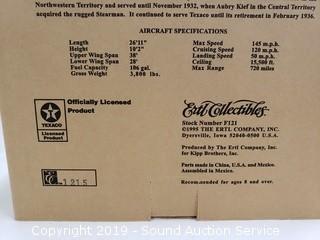 Northwestern Territory and served until November 1932, when Aubry Kief in the Central Territory
acquired the rugged Stearman. It continued to serve Texaco until its retirement in February 1936.
AIRCRAFT SPECIFICATIONS
Length 26'11"
Height 10'2"
Upper Wing Span 38'
Lower Wing Span 28'
Fuel Capacity 106 gal.
Gross Weight 3,800 lbs.
Max Speed 145 m.p.h.
Cruising Speed 120 m.p.h.
Landing Speed 50 m.p.h.
Ceiling 15,500 ft.
Max Range 720 miles
TEXACO
Licensed
Product
Officially Licensed
Product
Ertl Collectibles
Stock Number F121
©1995 THE ERTL COMPANY, INC.
Dyersville, Iowa 52040-0500 U.S.A.
Produced by The Ertl Company, Inc.
for Kipp Brothers, Inc.
Parts made in China, U.S.A. and Mexico.
Assembled in Mexico.
Recommended for ages 8 and over.
1 21 5
Copyright 2019 - Sound Auction Service